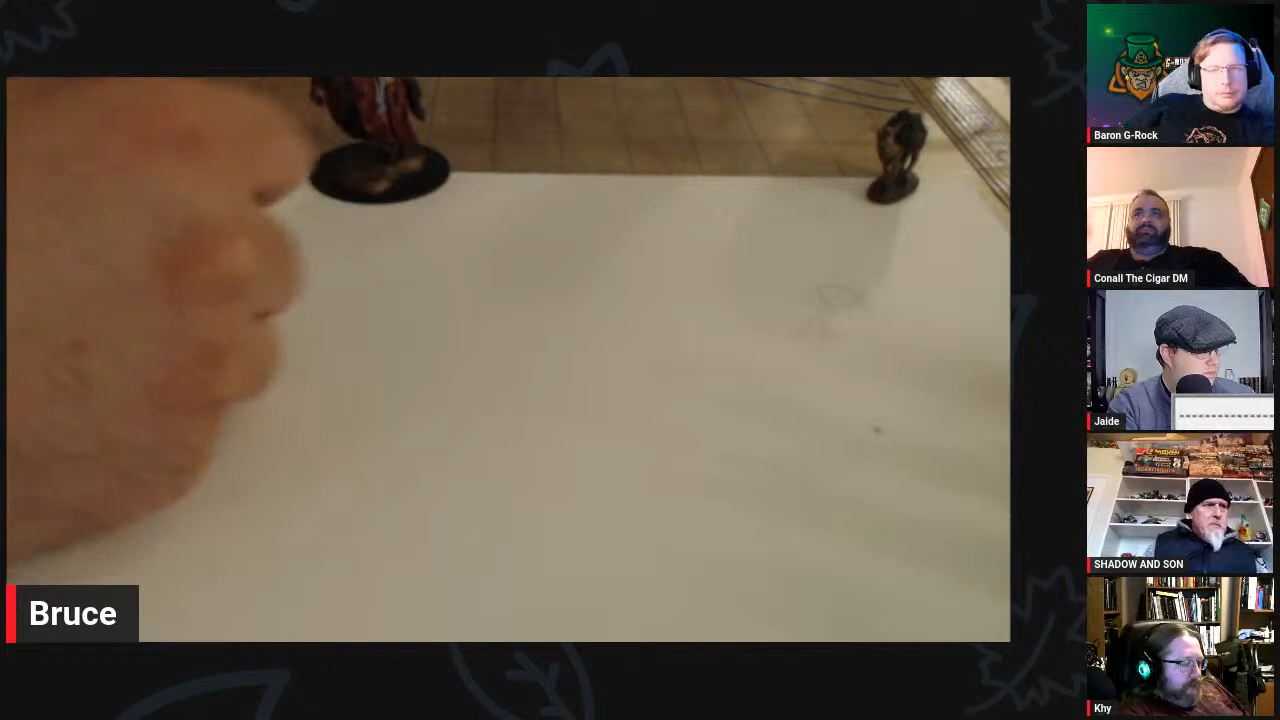 Bruce
Baron G-Rock
Conall The Cigar DM
Jaide
SHADOW AND SON
Khy